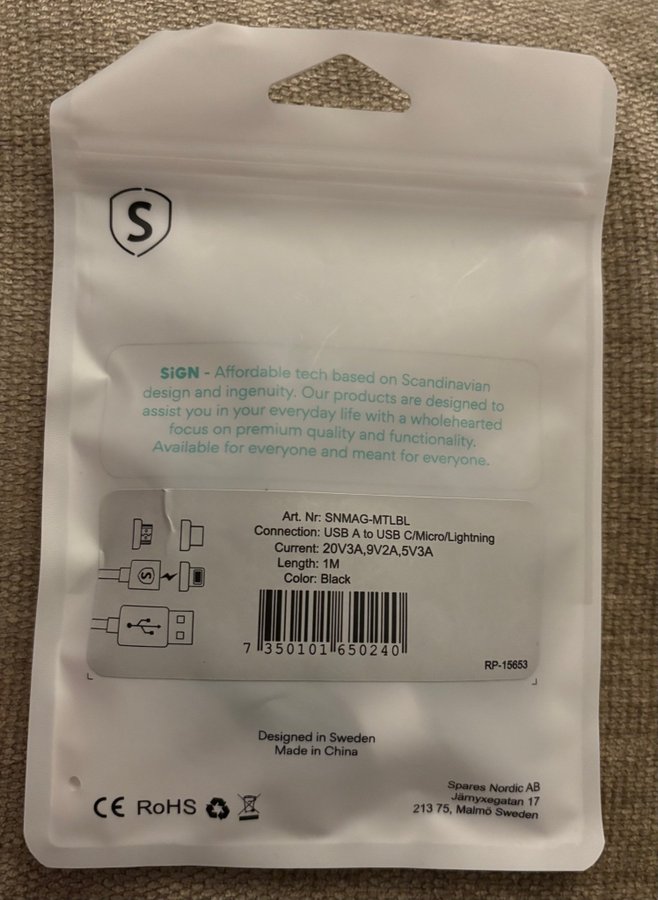 S
SiGN - Affordable tech based on Scandinavian
design and ingenuity. Our products are designed to
assist you in your everyday life with a wholehearted
focus on premium quality and functionality.
Available for everyone and meant for everyone.
Art. Nr: SNMAG-MTLBL
Connection: USB A to USB C/Micro/Lightning
Current: 20V3A,9V2A,5V3A
Length: 1M
Color: Black
S
7 350101 650240
RP-15653
Designed in Sweden
Made in China
CE RoHS
Spares Nordic AB
Järnyxegatan 17
213 75, Malmö Sweden